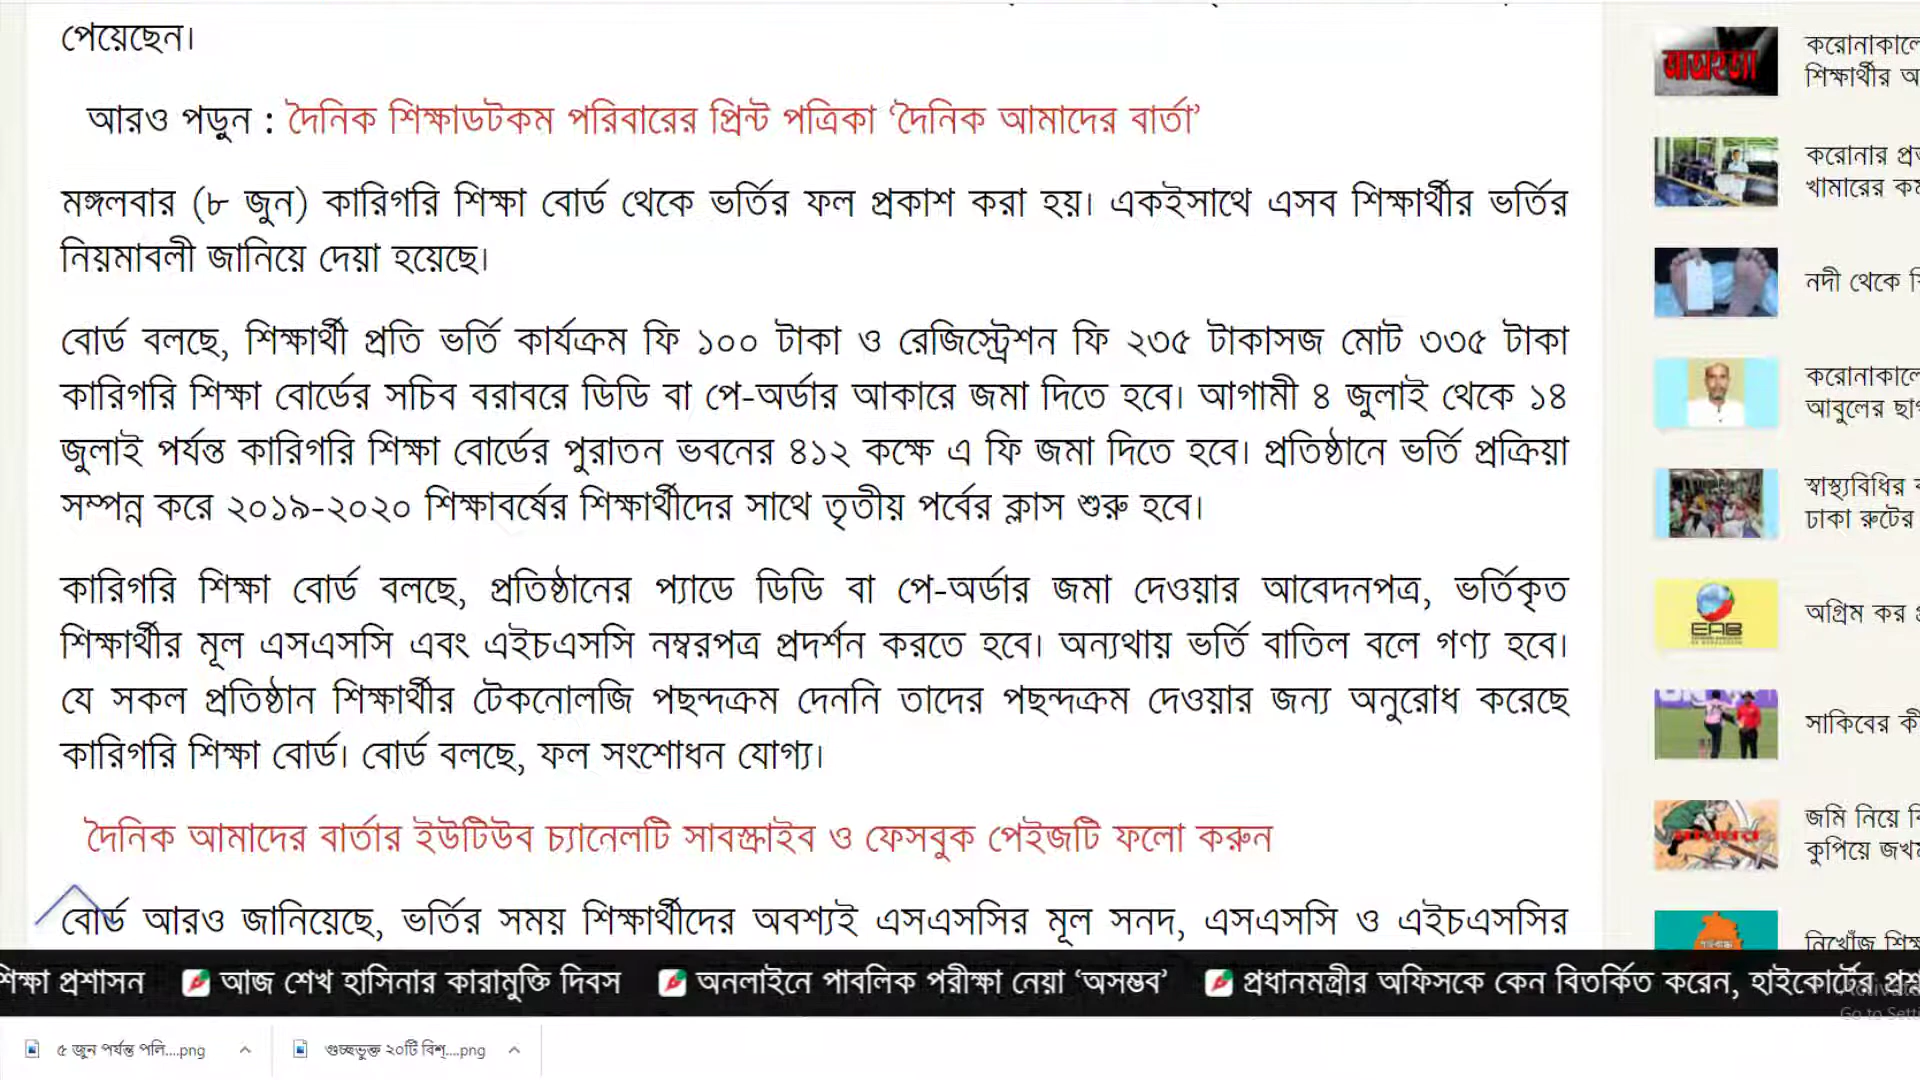 পেয়েছেন।
আরও পড়ুন : দৈনিক শিক্ষাডটকম পরিবারের প্রিন্ট পত্রিকা ‘দৈনিক আমাদের বার্তা’
মঙ্গলবার (৮ জুন) কারিগরি শিক্ষা বোর্ড থেকে ভর্তির ফল প্রকাশ করা হয়। একইসাথে এসব শিক্ষার্থীর ভর্তির
নিয়মাবলী জানিয়ে দেয়া হয়েছে।
বোর্ড বলছে, শিক্ষার্থী প্রতি ভর্তি কার্যক্রম ফি ১০০ টাকা ও রেজিস্ট্রেশন ফি ২৩৫ টাকাসজ মোট ৩৩৫ টাকা
কারিগরি শিক্ষা বোর্ডের সচিব বরাবরে ডিডি বা পে-অর্ডার আকারে জমা দিতে হবে। আগামী ৪ জুলাই থেকে ১৪
জুলাই পর্যন্ত কারিগরি শিক্ষা বোর্ডের পুরাতন ভবনের ৪১২ কক্ষে এ ফি জমা দিতে হবে। প্রতিষ্ঠানে ভর্তি প্রক্রিয়া
সম্পন্ন করে ২০১৯-২০২০ শিক্ষাবর্ষের শিক্ষার্থীদের সাথে তৃতীয় পর্বের ক্লাস শুরু হবে।
কারিগরি শিক্ষা বোর্ড বলছে, প্রতিষ্ঠানের প্যাডে ডিডি বা পে-অর্ডার জমা দেওয়ার আবেদনপত্র, ভর্তিকৃত
শিক্ষার্থীর মূল এসএসসি এবং এইচএসসি নম্বরপত্র প্রদর্শন করতে হবে। অন্যথায় ভর্তি বাতিল বলে গণ্য হবে।
যে সকল প্রতিষ্ঠান শিক্ষার্থীর টেকনোলজি পছন্দক্রম দেননি তাদের পছন্দক্রম দেওয়ার জন্য অনুরোধ করেছে
কারিগরি শিক্ষা বোর্ড। বোর্ড বলছে, ফল সংশোধন যোগ্য।
দৈনিক আমাদের বার্তার ইউটিউব চ্যানেলটি সাবস্ক্রাইব ও ফেসবুক পেইজটি ফলো করুন
বোর্ড আরও জানিয়েছে, ভর্তির সময় শিক্ষার্থীদের অবশ্যই এসএসসির মূল সনদ, এসএসসি ও এইচএসসির
আত্মহত্যা
করোনাকালে
শিক্ষার্থীর
করোনার
খামারের
নদী থেকে
করোনাকালে
আবুলের
স্বাস্থ্যবিধির
ঢাকা রুটের
EAB
অগ্রিম কর
সাকিবের
জমি নিয়ে
কুপিয়ে জখম
নিখোঁজ
শিক্ষা প্রশাসন আজ শেখ হাসিনার কারামুক্তি দিবস অনলাইনে পাবলিক পরীক্ষা নেয়া ‘অসম্ভব’ প্রধানমন্ত্রীর অফিসকে কেন বিতর্কিত করেন, হাইকোর্টের
Go to
৫ জুন পর্যন্ত পলি....png
গুচ্ছভুক্ত ২০টি বিশ্....png